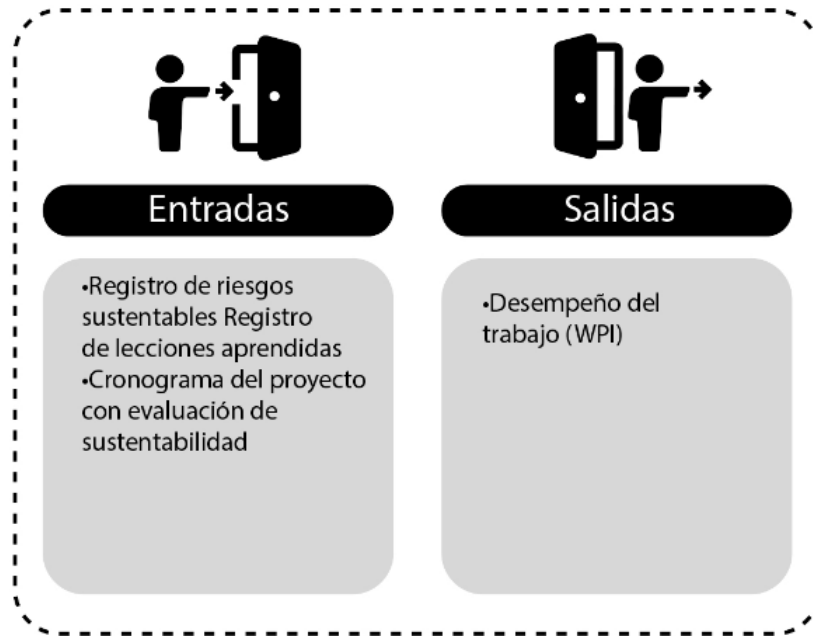 Entradas
•Registro de riesgos
sustentables Registro
de lecciones aprendidas
•Cronograma del proyecto
con evaluación de
sustentabilidad
Salidas
•Desempeño del
trabajo (WPI)